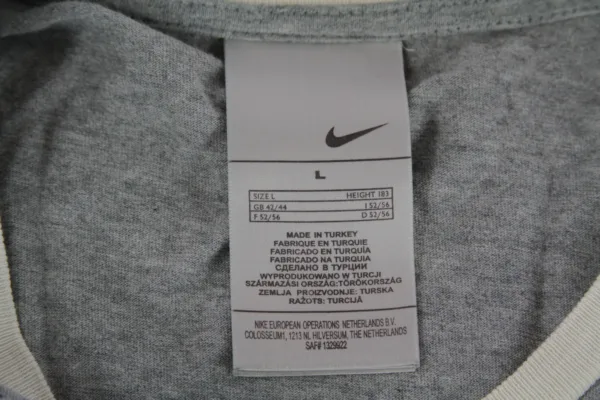 L
SIZE L HEIGHT 183
GB 42/44 I 52/56
F 52/56 D 52/56
MADE IN TURKEY
FABRIQUE EN TURQUIE
FABRICADO EN TURQUÍA
FABRICADO NA TURQUIA
СДЕЛАНО В ТУРЦИИ
WYPRODUKOWANO W TURCJI
SZÁRMAZÁSI ORSZÁG:TÖRÖKORSZÁG
ZEMLJA PROIZVODNJE: TURSKA
RAŽOTS: TURCIJĀ
NIKE EUROPEAN OPERATIONS NETHERLANDS B.V.
COLOSSEUM1, 1213 NL HILVERSUM, THE NETHERLANDS
SAF# 1329922